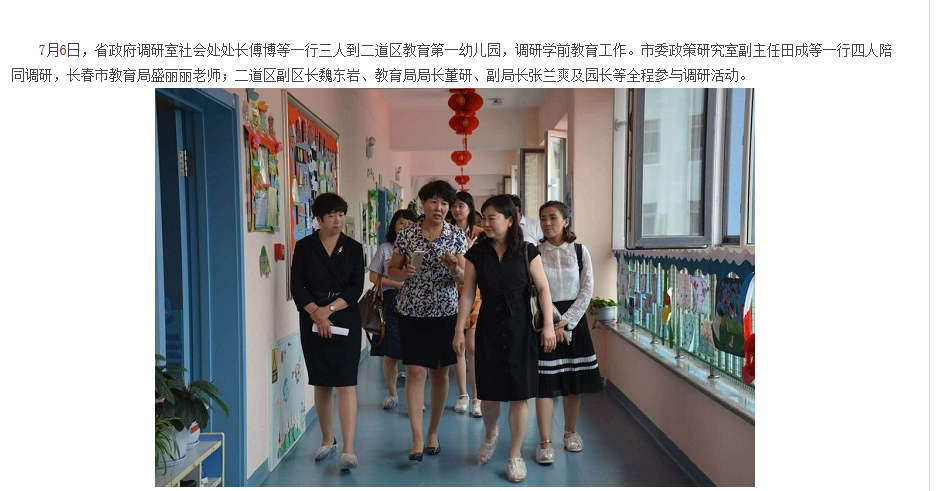 7月6日，省政府调研室社会处处长傅博等一行三人到二道区教育第一幼儿园，调研学前教育工作。市委政策研究室副主任田成等一行四人陪
同调研，长春市教育局盛丽丽老师；二道区副区长魏东岩、教育局局长董研、副局长张兰爽及园长等全程参与调研活动。